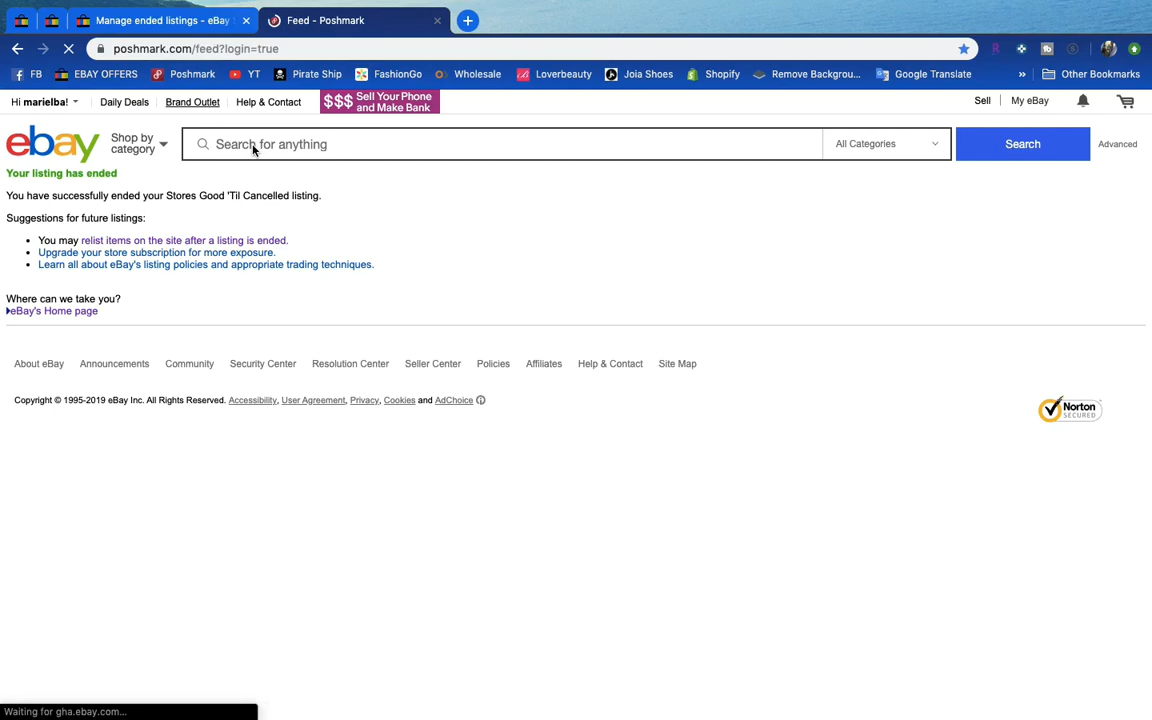 Manage ended listings - eBay
Feed - Poshmark
poshmark.com/feed?login=true
FB
EBAY OFFERS
Poshmark
YT
Pirate Ship
FashionGo
Wholesale
Loverbeauty
Joia Shoes
Shopify
Remove Backgrou...
Google Translate
»
Other Bookmarks
Hi marielba!
Daily Deals
Brand Outlet
Help & Contact
$$$ Sell Your Phone
and Make Bank
Sell
My eBay
ebay
Shop by
category
Search for anything
All Categories
Search
Advanced
Your listing has ended
You have successfully ended your Stores Good 'Til Cancelled listing.
Suggestions for future listings:
• You may relist items on the site after a listing is ended.
• Upgrade your store subscription for more exposure.
• Learn all about eBay's listing policies and appropriate trading techniques.
Where can we take you?
eBay's Home page
About eBay
Announcements
Community
Security Center
Resolution Center
Seller Center
Policies
Affiliates
Help & Contact
Site Map
Copyright © 1995-2019 eBay Inc. All Rights Reserved. Accessibility, User Agreement, Privacy, Cookies and AdChoice
Norton
SECURED
Waiting for gha.ebay.com...